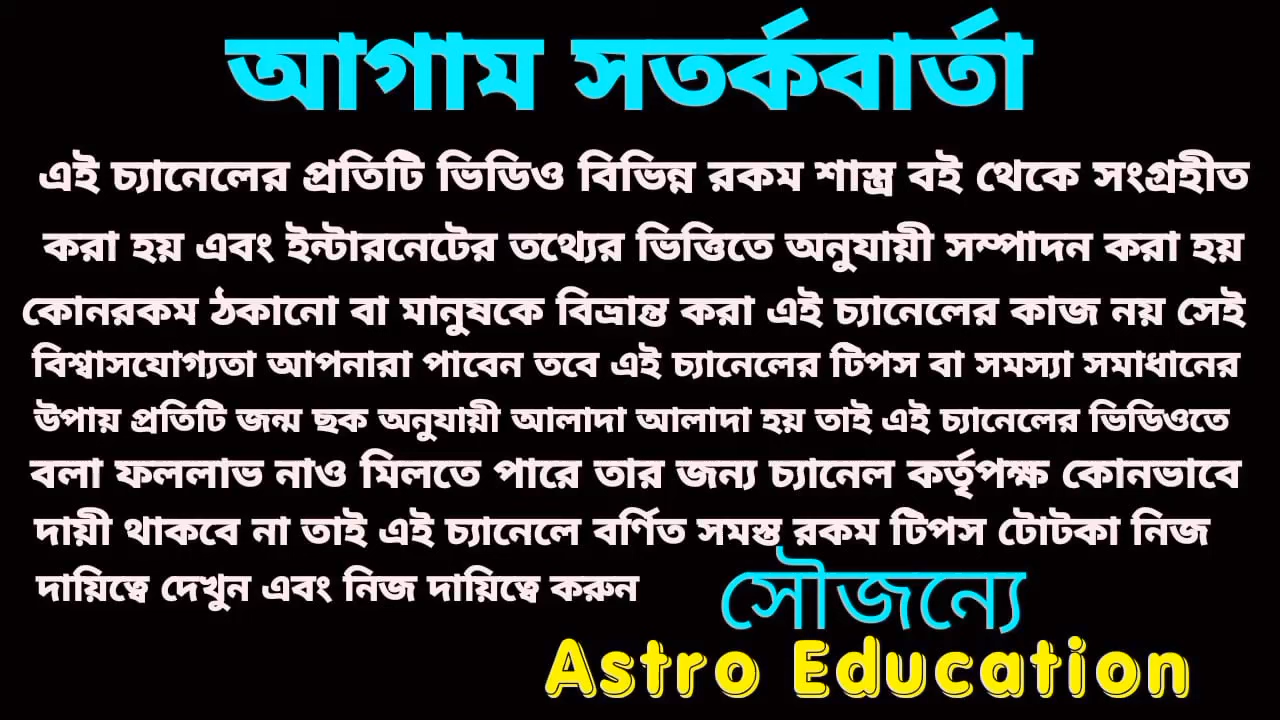 আগাম সতর্কবার্তা
এই চ্যানেলের প্রতিটি ভিডিও বিভিন্ন রকম শাস্ত্র বই থেকে সংগ্রহীত
করা হয় এবং ইন্টারনেটের তথ্যের ভিত্তিতে অনুযায়ী সম্পাদন করা হয়
কোনরকম ঠকানো বা মানুষকে বিভ্রান্ত করা এই চ্যানেলের কাজ নয় সেই
বিশ্বাসযোগ্যতা আপনারা পাবেন তবে এই চ্যানেলের টিপস বা সমস্যা সমাধানের
উপায় প্রতিটি জন্ম ছক অনুযায়ী আলাদা আলাদা হয় তাই এই চ্যানেলের ভিডিওতে
বলা ফললাভ নাও মিলতে পারে তার জন্য চ্যানেল কর্তৃপক্ষ কোনভাবে
দায়ী থাকবে না তাই এই চ্যানেলে বর্ণিত সমস্ত রকম টিপস টোটকা নিজ
দায়িত্বে দেখুন এবং নিজ দায়িত্বে করুন
সৌজন্যে
Astro Education